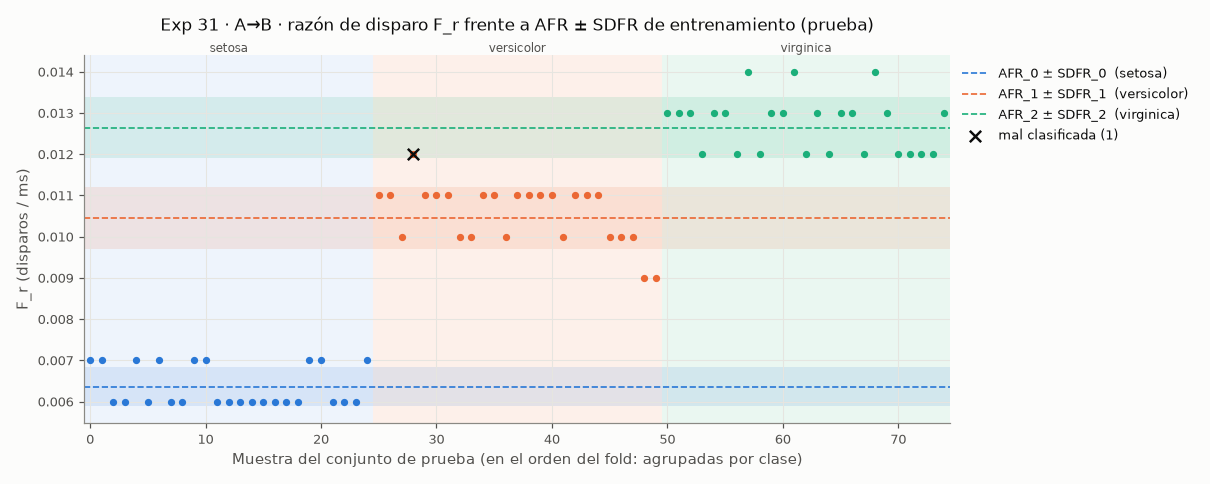 Exp 31 · A→B · razón de disparo F_r frente a AFR ± SDFR de entrenamiento (prueba)
setosa
versicolor
virginica
AFR_0 ± SDFR_0 (setosa)
AFR_1 ± SDFR_1 (versicolor)
AFR_2 ± SDFR_2 (virginica)
mal clasificada (1)
F_r (disparos / ms)
0.014
0.013
0.012
0.011
0.010
0.009
0.008
0.007
0.006
0 10 20 30 40 50 60 70
Muestra del conjunto de prueba (en el orden del fold: agrupadas por clase)